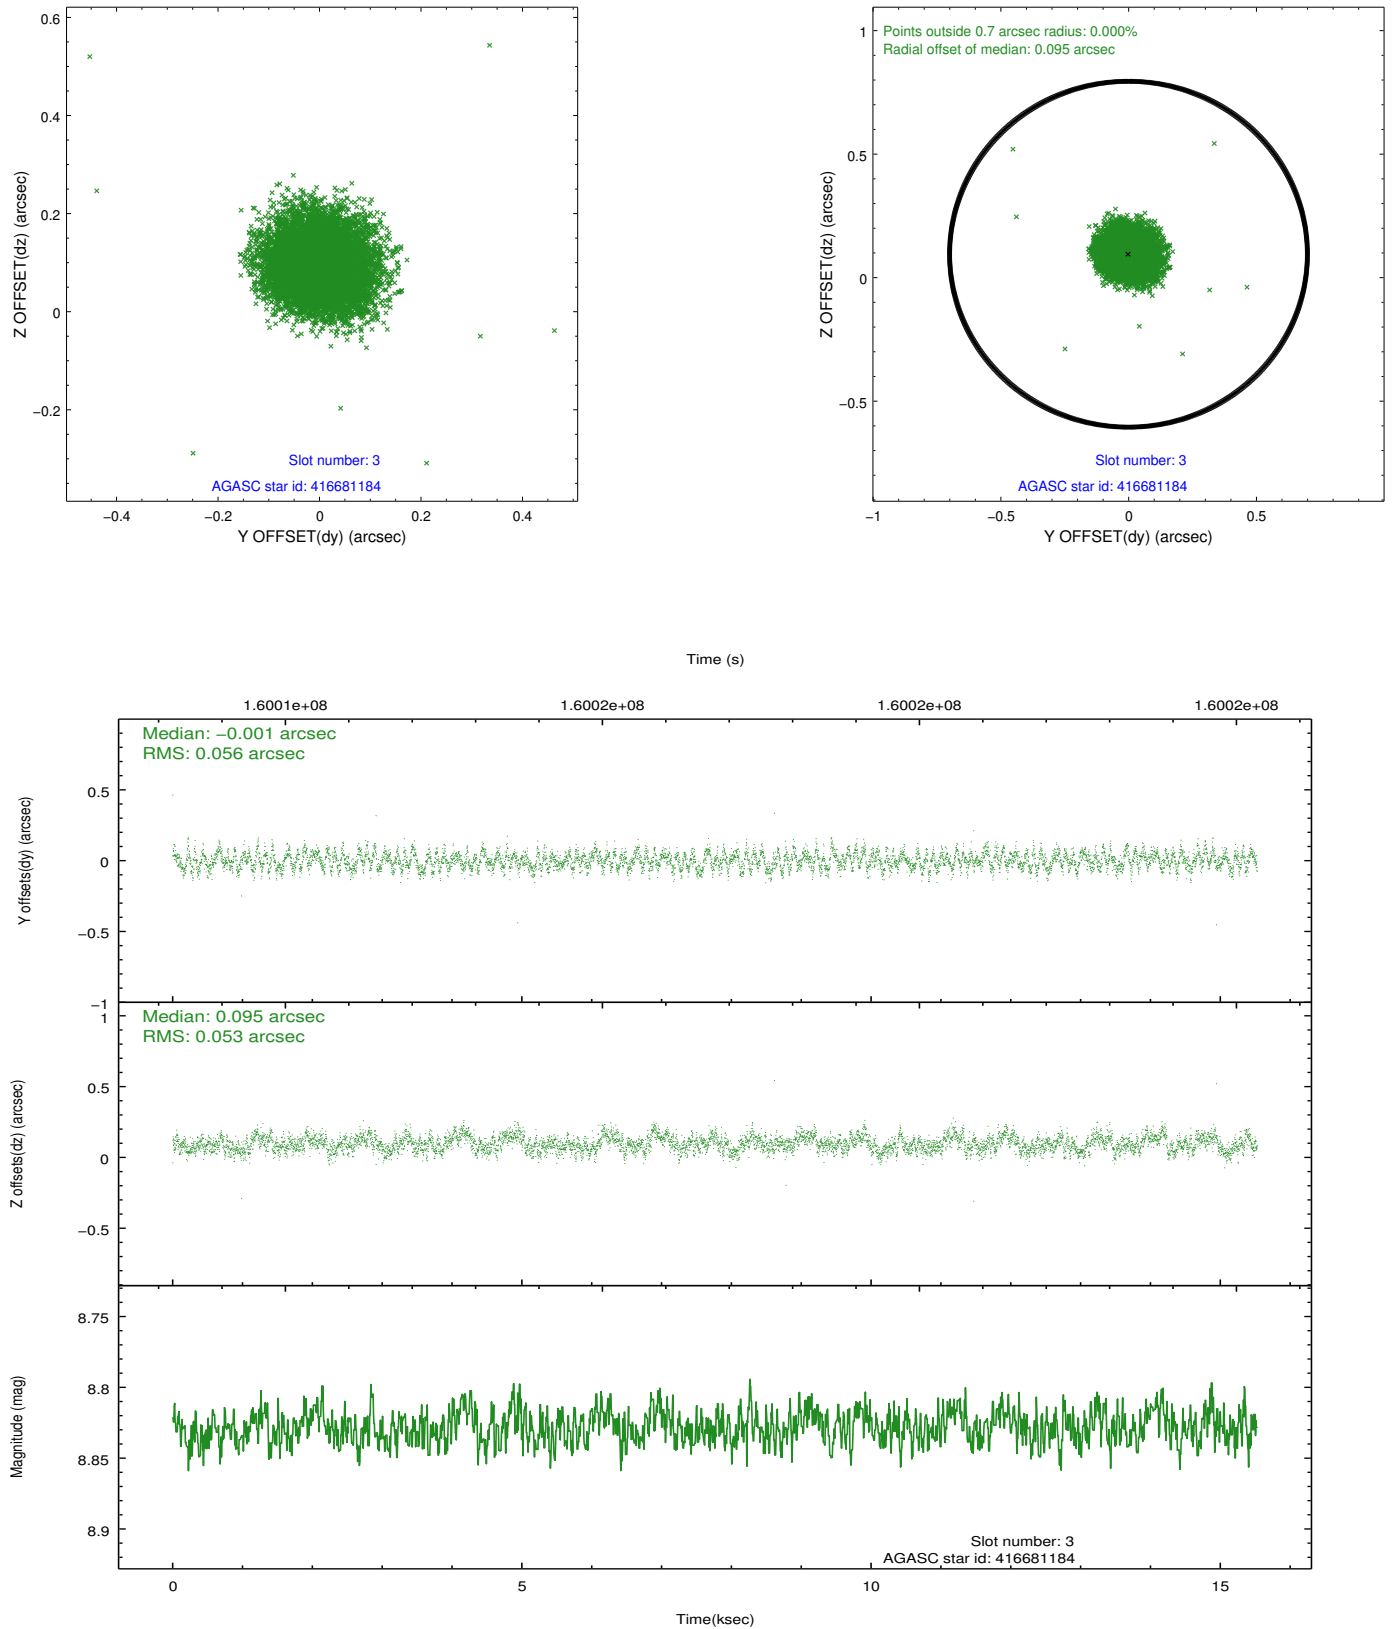 0.6
0.4
0.2
0
−0.2
Z OFFSET(dz) (arcsec)
Slot number: 3
AGASC star id: 416681184
−0.4
−0.2
0
0.2
0.4
Y OFFSET(dy) (arcsec)
Points outside 0.7 arcsec radius: 0.000%
Radial offset of median: 0.095 arcsec
1
0.5
0
−0.5
Z OFFSET(dz) (arcsec)
Slot number: 3
AGASC star id: 416681184
−1
−0.5
0
0.5
Y OFFSET(dy) (arcsec)
Time (s)
1.6001e+08
1.6002e+08
1.6002e+08
1.6002e+08
Median: −0.001 arcsec
RMS: 0.056 arcsec
0.5
0
−0.5
−1
Y offsets(dy) (arcsec)
Median: 0.095 arcsec
RMS: 0.053 arcsec
1
0.5
0
−0.5
Z offsets(dz) (arcsec)
8.75
8.8
8.85
8.9
Magnitude (mag)
Slot number: 3
AGASC star id: 416681184
0
5
10
15
Time(ksec)